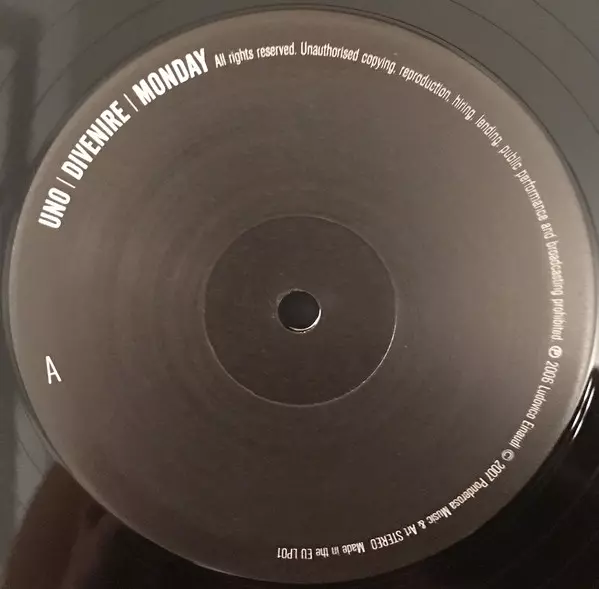 UNO | DIVENIRE | MONDAY All rights reserved. Unauthorised copying, reproduction, hiring, lending, public performance and broadcasting prohibited. ℗ 2006 Ludovico Einaudi © 2007 Ponderosa Music & Art STEREO Made in the EU LP01
A